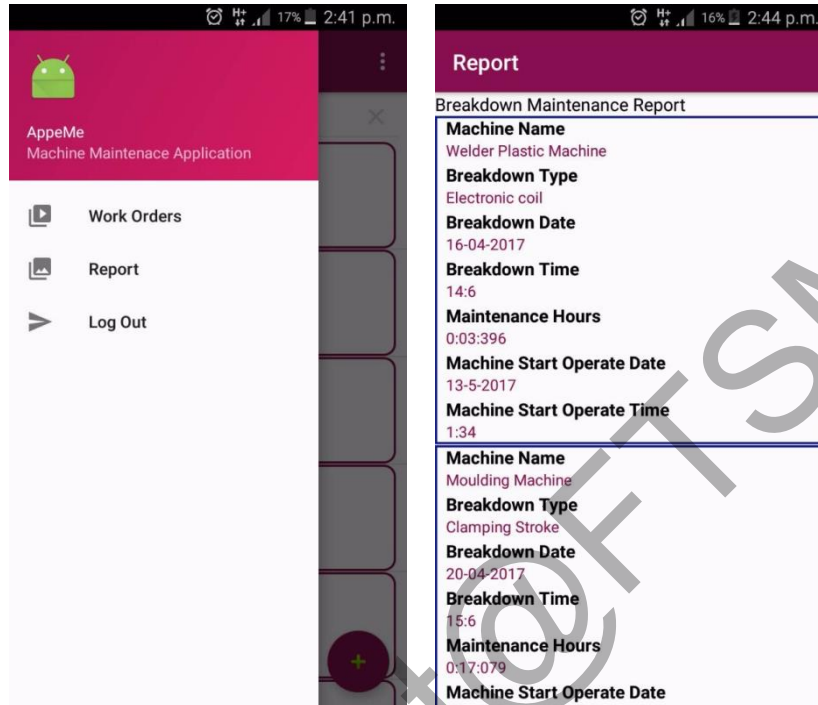 17% 2:41 p.m.
AppeMe
Machine Maintenace Application
Work Orders
Report
Log Out
16% 2:44 p.m.
Report
Breakdown Maintenance Report
Machine Name
Welder Plastic Machine
Breakdown Type
Electronic coil
Breakdown Date
16-04-2017
Breakdown Time
14:6
Maintenance Hours
0:03:396
Machine Start Operate Date
13-5-2017
Machine Start Operate Time
1:34
Machine Name
Moulding Machine
Breakdown Type
Clamping Stroke
Breakdown Date
20-04-2017
Breakdown Time
15:6
Maintenance Hours
0:17:079
Machine Start Operate Date